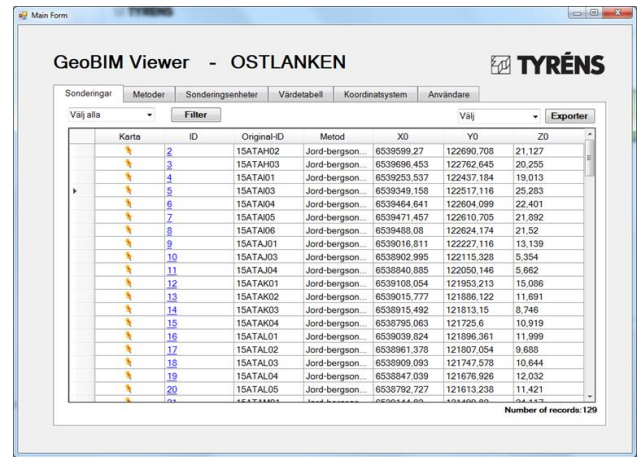 Main Form
GeoBIM Viewer - OSTLANKEN
TYRÉNS
Sonderingar Metoder Sonderingsenheter Värdetabell Koordinatsystem Användare
Välj alla Filter Välj Exporter
Karta ID Original-ID Metod X0 Y0 Z0
2 15ATAH02 Jord-bergson... 6539599,27 122690,708 21,127
3 15ATAH03 Jord-bergson... 6539696,453 122762,645 20,255
4 15ATAI01 Jord-bergson... 6539253,537 122437,184 19,013
5 15ATAI03 Jord-bergson... 6539349,158 122517,116 25,283
6 15ATAI04 Jord-bergson... 6539464,641 122604,099 22,401
7 15ATAI05 Jord-bergson... 6539471,457 122610,705 21,892
8 15ATAI06 Jord-bergson... 6539488,08 122624,174 21,52
9 15ATAJ01 Jord-bergson... 6539016,811 122227,116 13,139
10 15ATAJ03 Jord-bergson... 6538902,995 122115,328 5,354
11 15ATAJ04 Jord-bergson... 6538840,885 122050,146 5,662
12 15ATAK01 Jord-bergson... 6539108,054 121953,213 15,086
13 15ATAK02 Jord-bergson... 6539015,777 121886,122 11,691
14 15ATAK03 Jord-bergson... 6538915,492 121813,15 8,746
15 15ATAK04 Jord-bergson... 6538795,063 121725,6 10,919
16 15ATAL01 Jord-bergson... 6539039,824 121896,361 11,999
17 15ATAL02 Jord-bergson... 6538961,378 121807,054 9,688
18 15ATAL03 Jord-bergson... 6538909,093 121747,578 10,644
19 15ATAL04 Jord-bergson... 6538847,039 121676,926 12,032
20 15ATAL05 Jord-bergson... 6538792,727 121613,238 11,421
Number of records:129